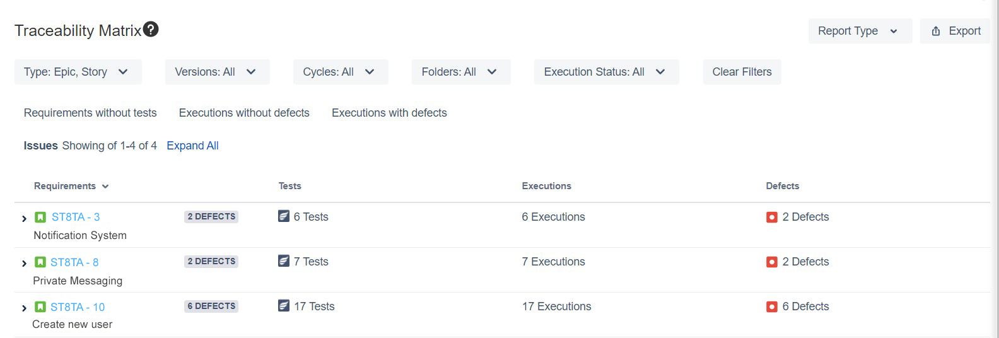 Traceability Matrix ?
Report Type
Export
Type: Epic, Story
Versions: All
Cycles: All
Folders: All
Execution Status: All
Clear Filters
Requirements without tests
Executions without defects
Executions with defects
Issues Showing of 1-4 of 4 Expand All
Requirements
Tests
Executions
Defects
ST8TA - 3
2 DEFECTS
6 Tests
6 Executions
2 Defects
Notification System
ST8TA - 8
2 DEFECTS
7 Tests
7 Executions
2 Defects
Private Messaging
ST8TA - 10
6 DEFECTS
17 Tests
17 Executions
6 Defects
Create new user